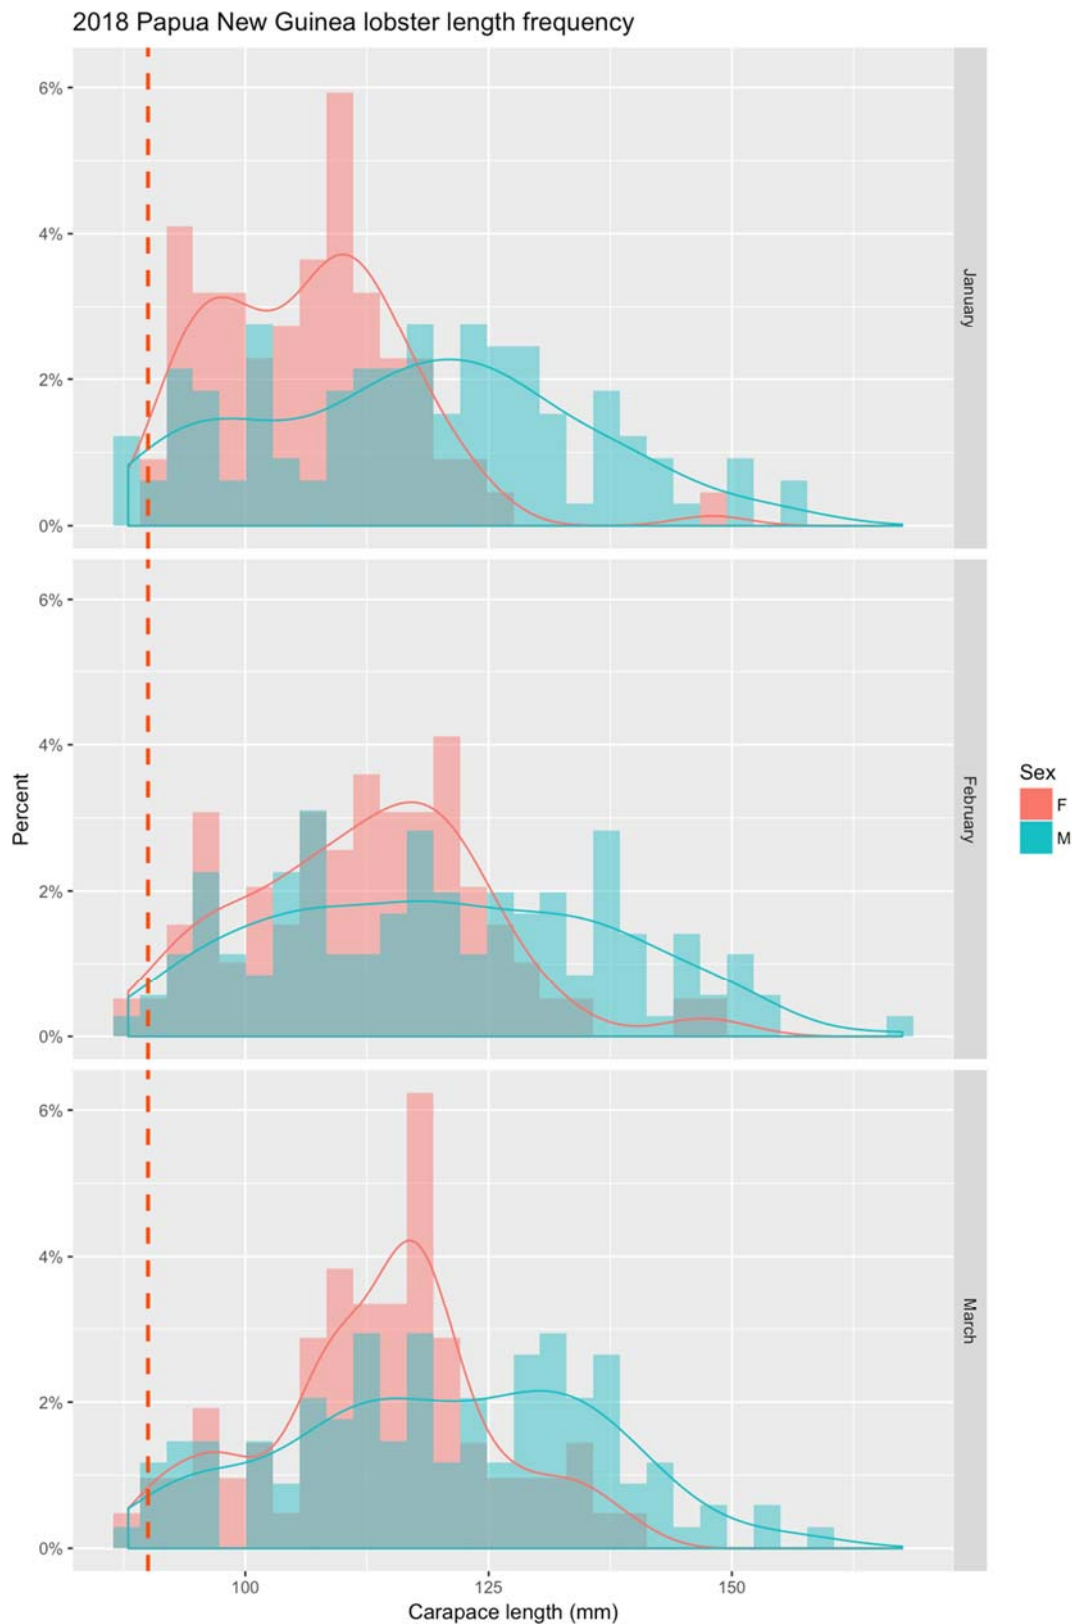 2018 Papua New Guinea lobster length frequency
6%
4%
2%
0%
January
6%
4%
2%
0%
February
6%
4%
2%
0%
March
Percent
100
125
150
Carapace length (mm)
Sex
F
M